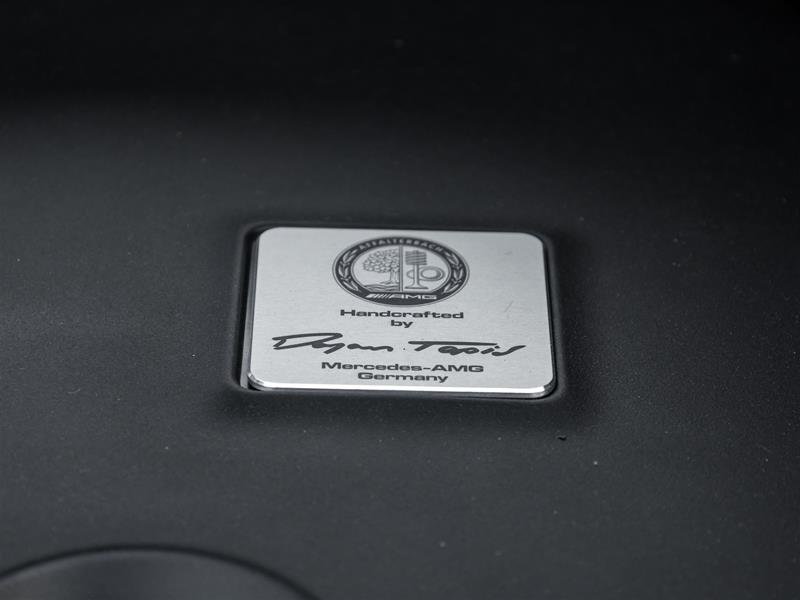 AFFALTERBACH
AMG
Handcrafted
by
Mercedes-AMG
Germany